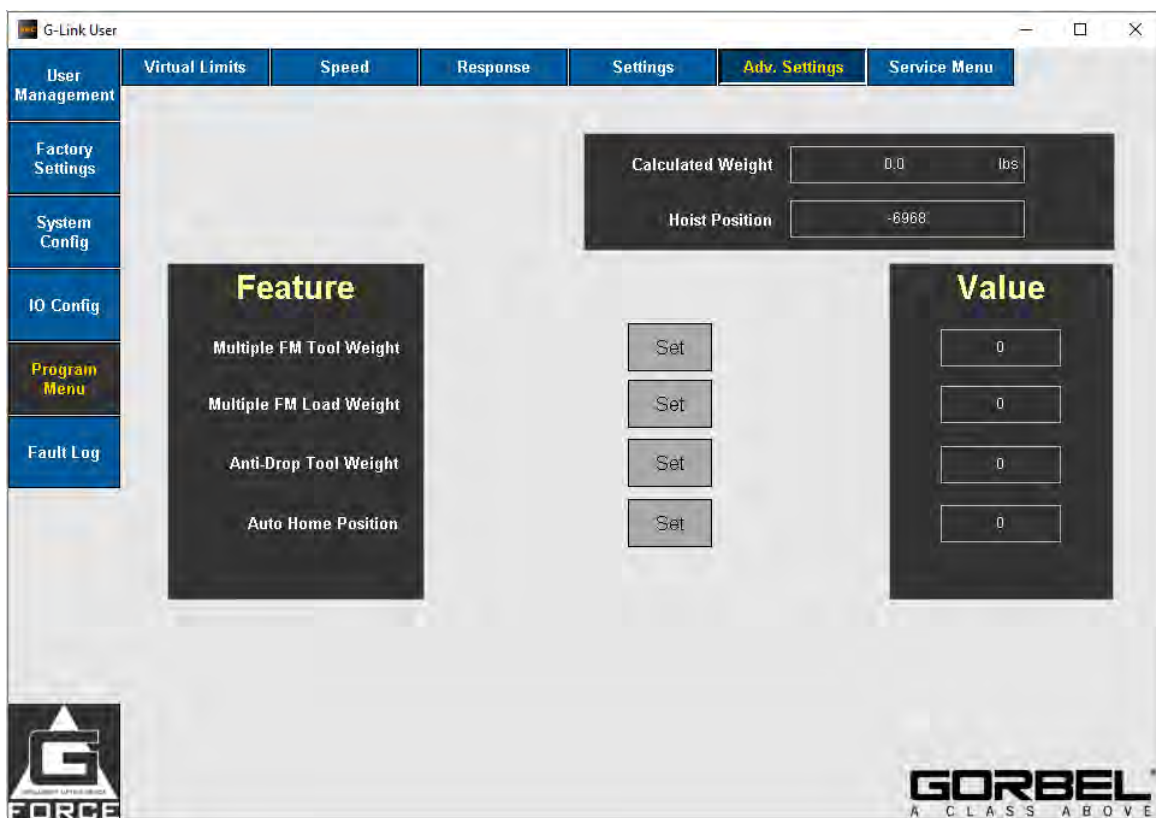 G-Link User
User
Management
Virtual Limits
Speed
Response
Settings
Adv. Settings
Service Menu
Factory
Settings
System
Config
IO Config
Program
Menu
Fault Log
Calculated Weight 0.0 lbs
Hoist Position -6968
Feature
Value
Multiple FM Tool Weight Set 0
Multiple FM Load Weight Set 0
Anti-Drop Tool Weight Set 0
Auto Home Position Set 0
G
FORCE
GORBEL
A CLASS ABOVE